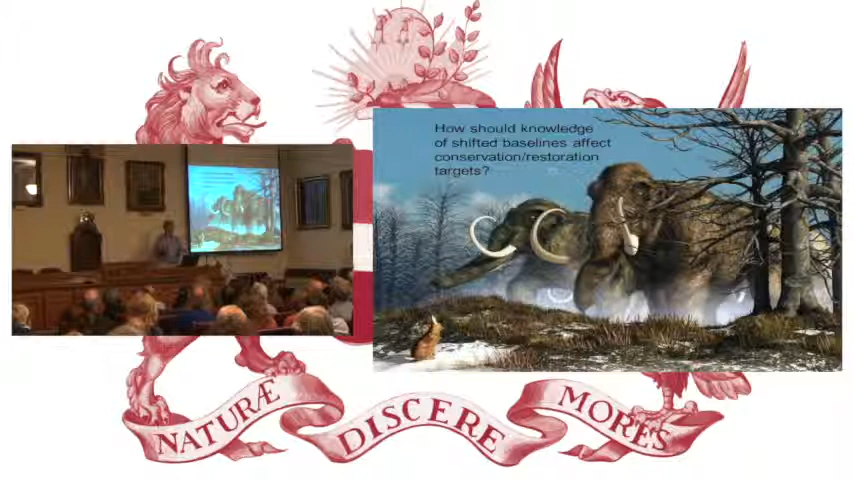 How should knowledge
of shifted baselines affect
conservation/restoration
targets?
NATURÆ DISCERE MORES